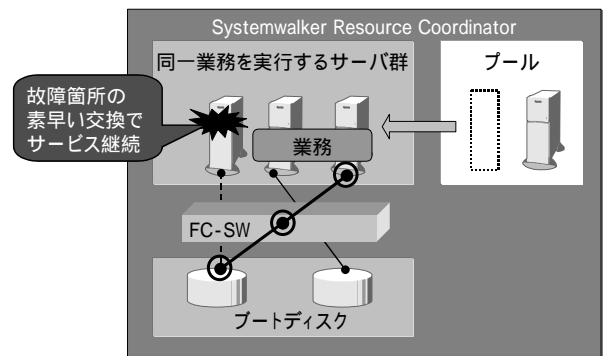 Systemwalker Resource Coordinator
同一業務を実行するサーバ群
プール
故障箇所の
素早い交換で
サービス継続
業務
FC-SW
ブートディスク